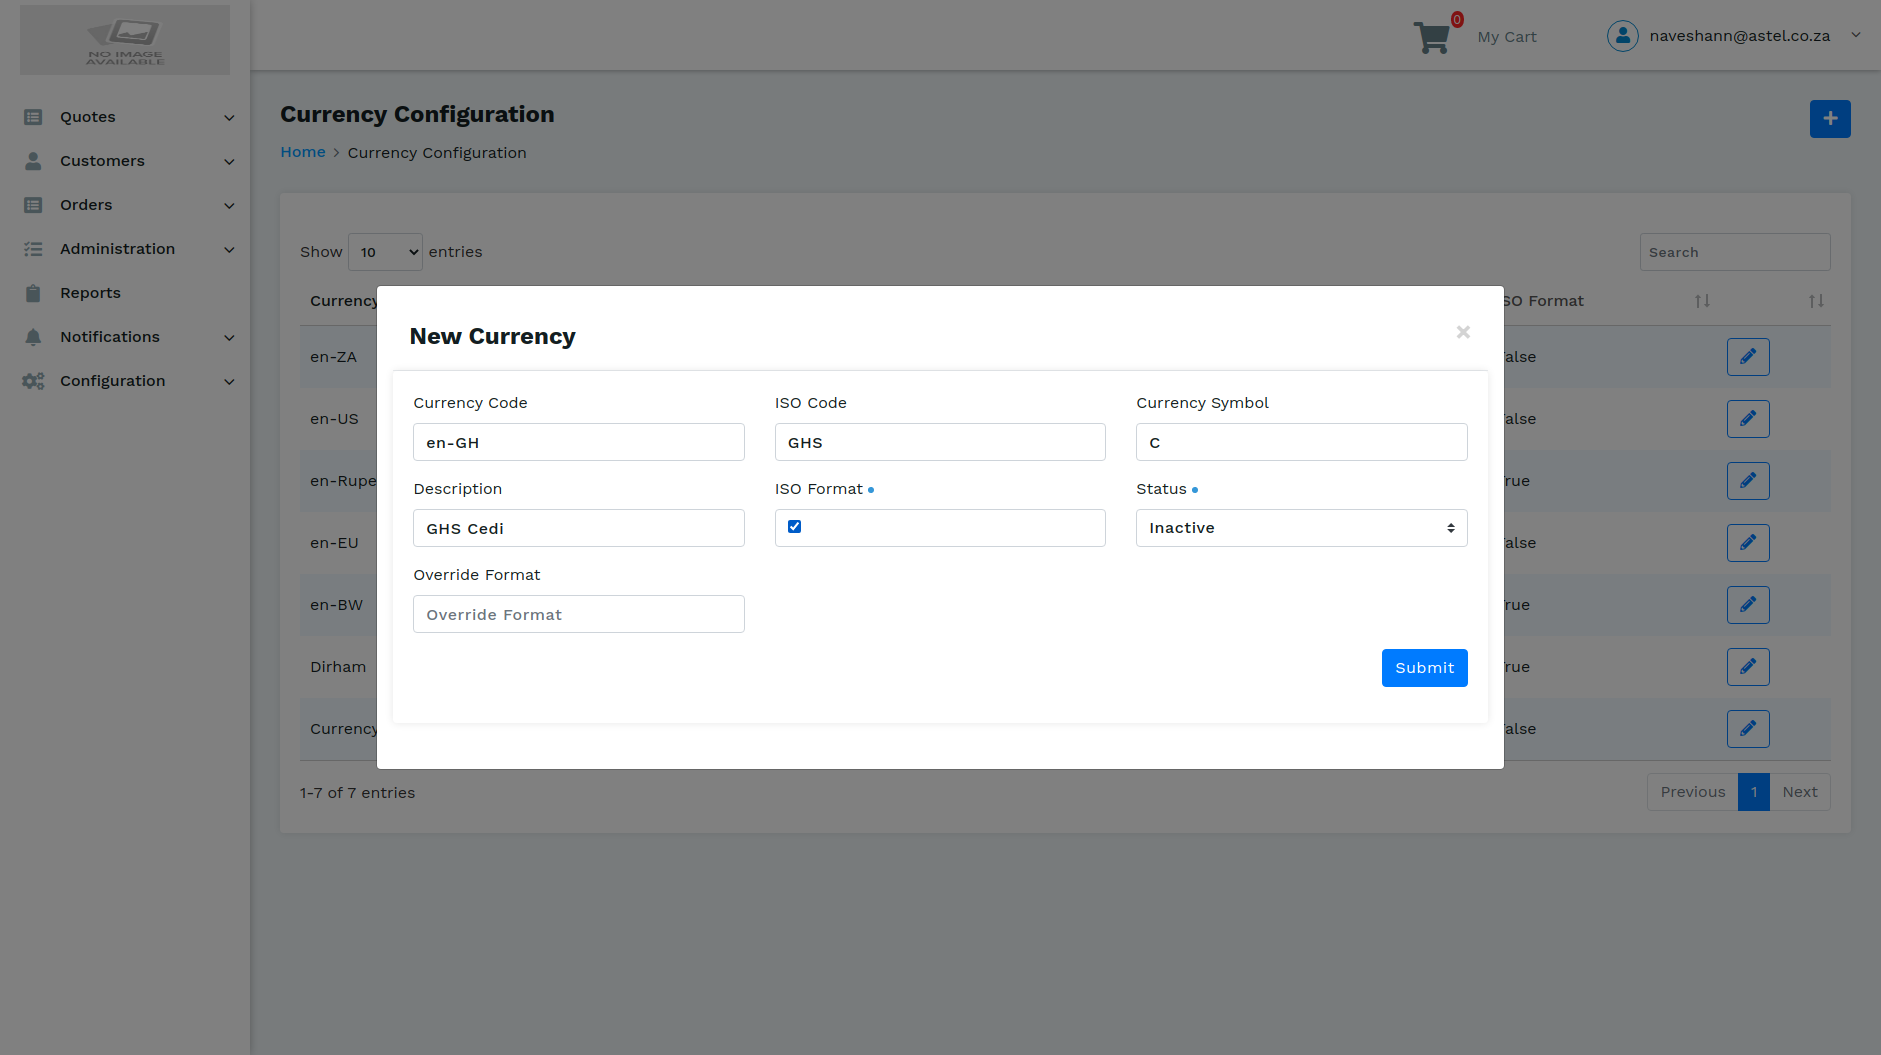 NO IMAGE
AVAILABLE
0
My Cart
naveshann@astel.co.za
Quotes
Customers
Orders
Administration
Reports
Notifications
Configuration
Currency Configuration
Home > Currency Configuration
Show 10 entries
Search
Currency
SO Format
en-ZA
alse
en-US
alse
en-Rupe
rue
en-EU
alse
en-BW
rue
Dirham
rue
Currency
alse
New Currency
×
Currency Code
ISO Code
Currency Symbol
en-GH
GHS
C
Description
ISO Format
Status
GHS Cedi
Inactive
Override Format
Override Format
Submit
1-7 of 7 entries
Previous 1 Next